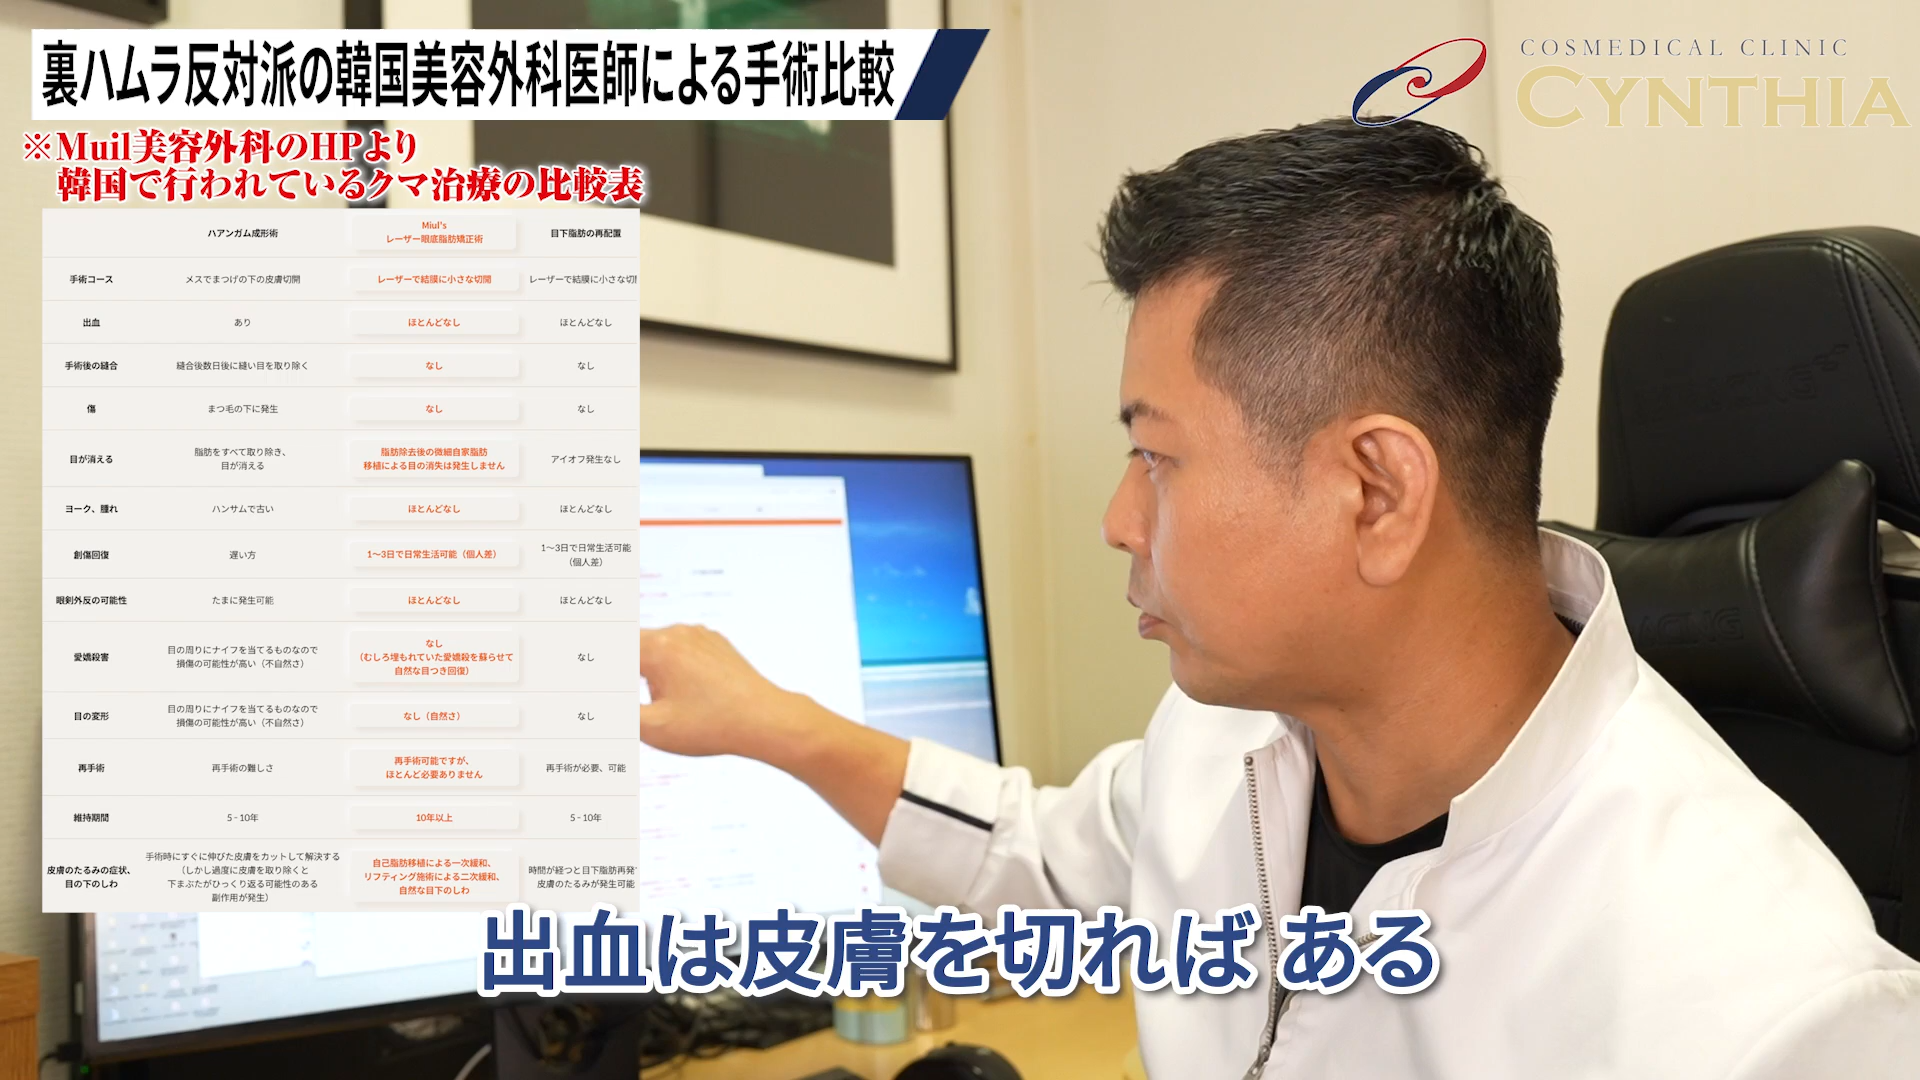 裏ハムラ反対派の韓国美容外科医師による手術比較
COSMEDICAL CLINIC
CYNTHIA
※Muil美容外科のHPより
韓国で行われているクマ治療の比較表
ハアンガム成形術
Miul's
レーザー眼底脂肪矯正術
目下脂肪の再配置
手術コース
メスでまつげの下の皮膚切開
レーザーで結膜に小さな切開
レーザーで結膜に小さな切
出血
あり
ほとんどなし
ほとんどなし
手術後の縫合
縫合後数日後に縫い目を取り除く
なし
なし
傷
まつ毛の下に発生
なし
なし
目が消える
脂肪をすべて取り除き、
目が消える
脂肪除去後の微細自家脂肪
移植による目の消失は発生しません
アイオフ発生なし
ヨーク、腫れ
ハンサムで古い
ほとんどなし
ほとんどなし
創傷回復
遅い方
1〜3日で日常生活可能（個人差）
1〜3日で日常生活可能
（個人差）
眼剣外反の可能性
たまに発生可能
ほとんどなし
ほとんどなし
愛嬌殺害
目の周りにナイフを当てるものなので
損傷の可能性が高い（不自然さ）
なし
（むしろ埋もれていた愛嬌殺を蘇らせて
自然な目つき回復）
なし
目の変形
目の周りにナイフを当てるものなので
損傷の可能性が高い（不自然さ）
なし（自然さ）
なし
再手術
再手術の難しさ
再手術可能ですが、
ほとんど必要ありません
再手術が必要、可能
維持期間
5 - 10年
10年以上
5 - 10年
皮膚のたるみの症状、
目の下のしわ
手術時にすぐに伸びた皮膚をカットして解決する
（しかし過度に皮膚を取り除くと
下まぶたがひっくり返る可能性のある
副作用が発生）
自己脂肪移植による一次緩和、
リフティング施術による二次緩和、
自然な目下のしわ
時間が経つと目下脂肪再発
皮膚のたるみが発生可能
出血は皮膚を切れば ある